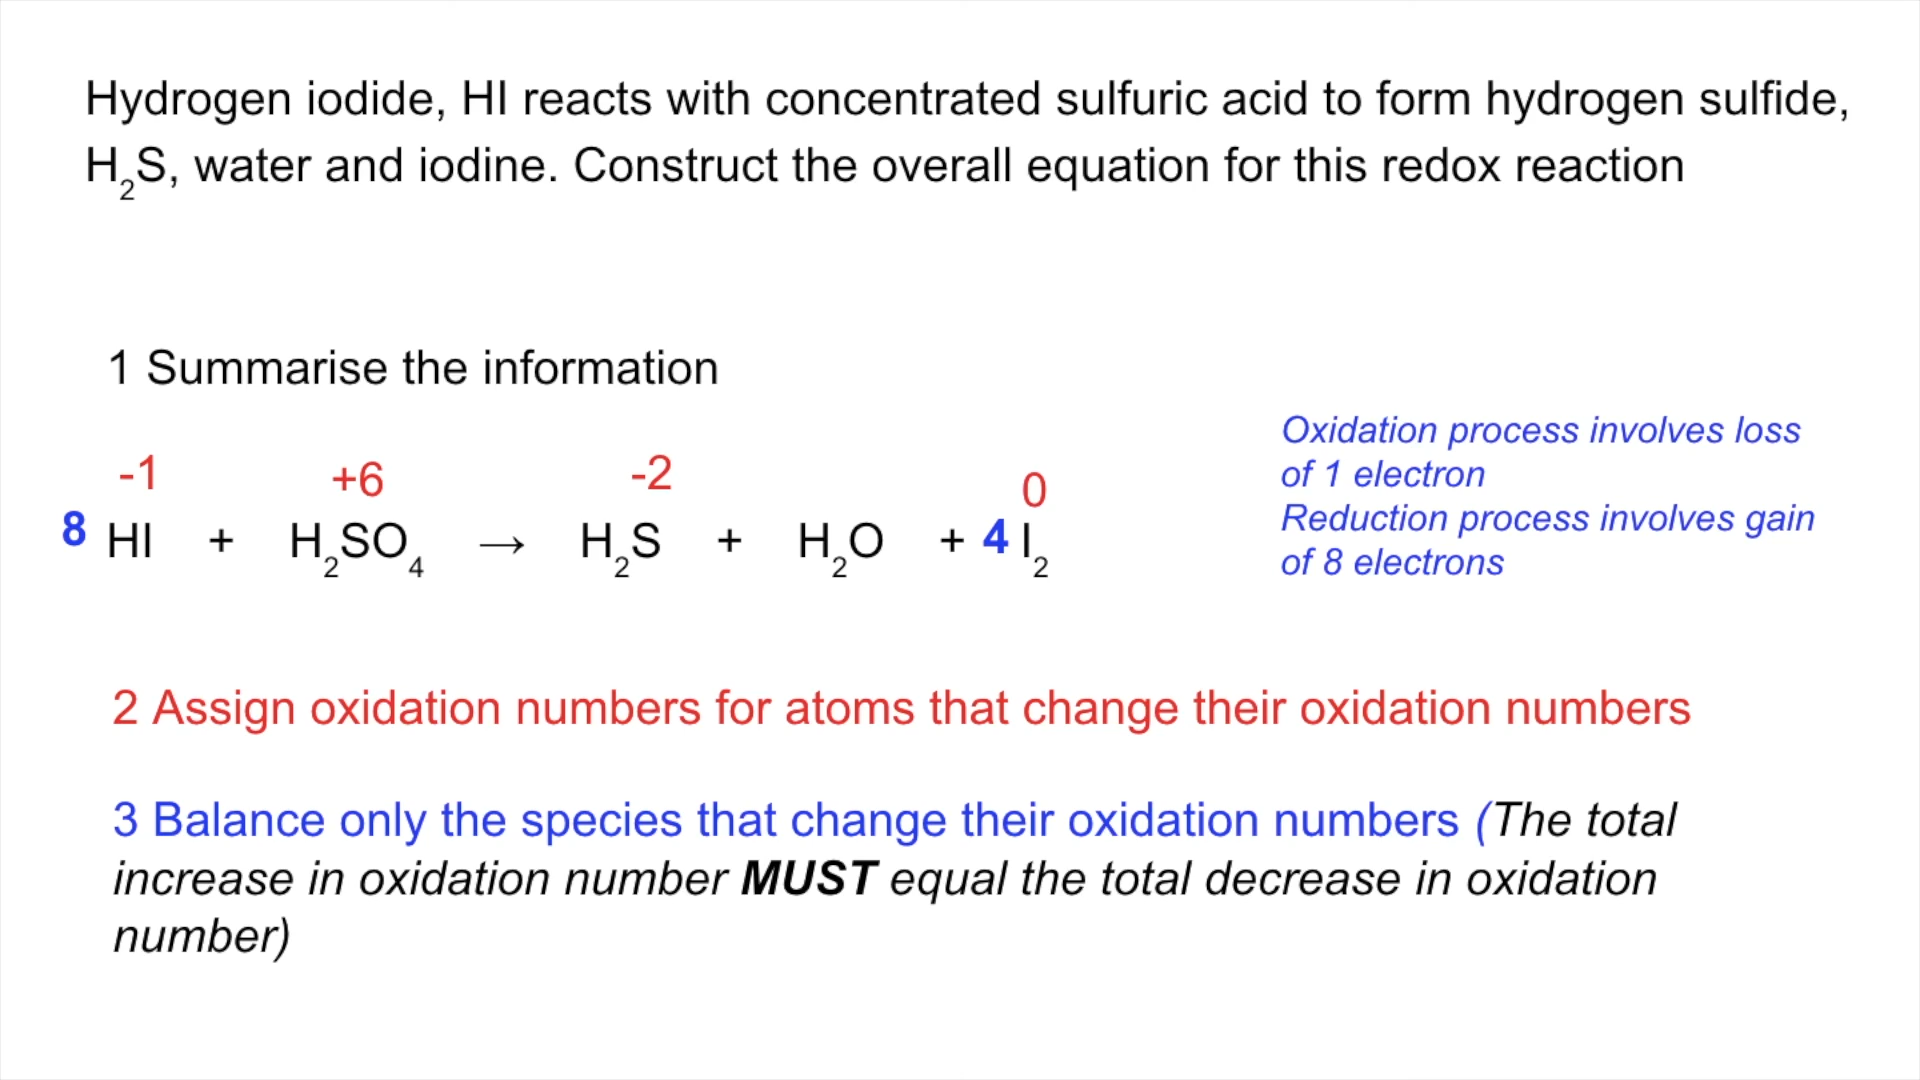 Hydrogen iodide, HI reacts with concentrated sulfuric acid to form hydrogen sulfide,
H₂S, water and iodine. Construct the overall equation for this redox reaction
1 Summarise the information
Oxidation process involves loss
of 1 electron
Reduction process involves gain
of 8 electrons
-1 +6 -2 0
8 HI + H₂SO₄ → H₂S + H₂O + 4 I₂
2 Assign oxidation numbers for atoms that change their oxidation numbers
3 Balance only the species that change their oxidation numbers (The total
increase in oxidation number MUST equal the total decrease in oxidation
number)